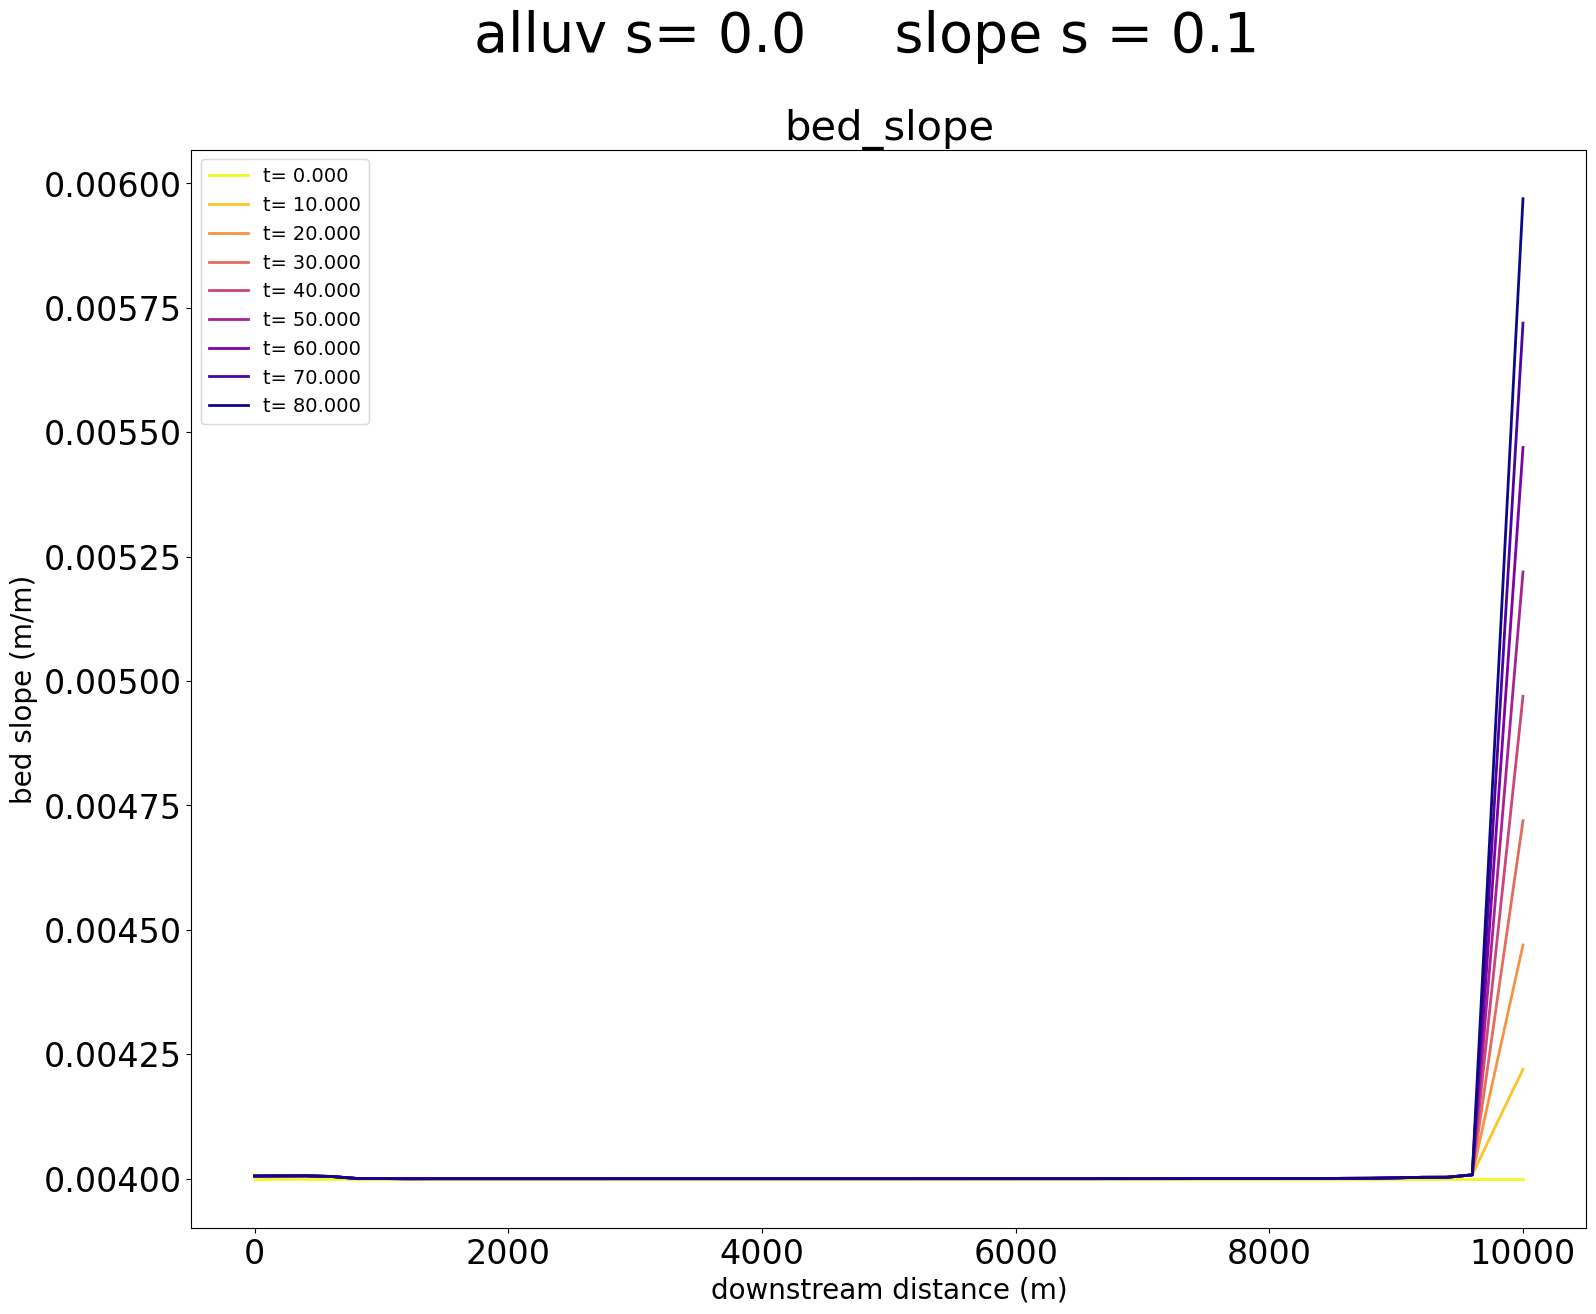 alluv s= 0.0     slope s = 0.1
bed_slope
t= 0.000
t= 10.000
t= 20.000
t= 30.000
t= 40.000
t= 50.000
t= 60.000
t= 70.000
t= 80.000
0.00600
0.00575
0.00550
0.00525
0.00500
0.00475
0.00450
0.00425
0.00400
bed slope (m/m)
0 2000 4000 6000 8000 10000
downstream distance (m)